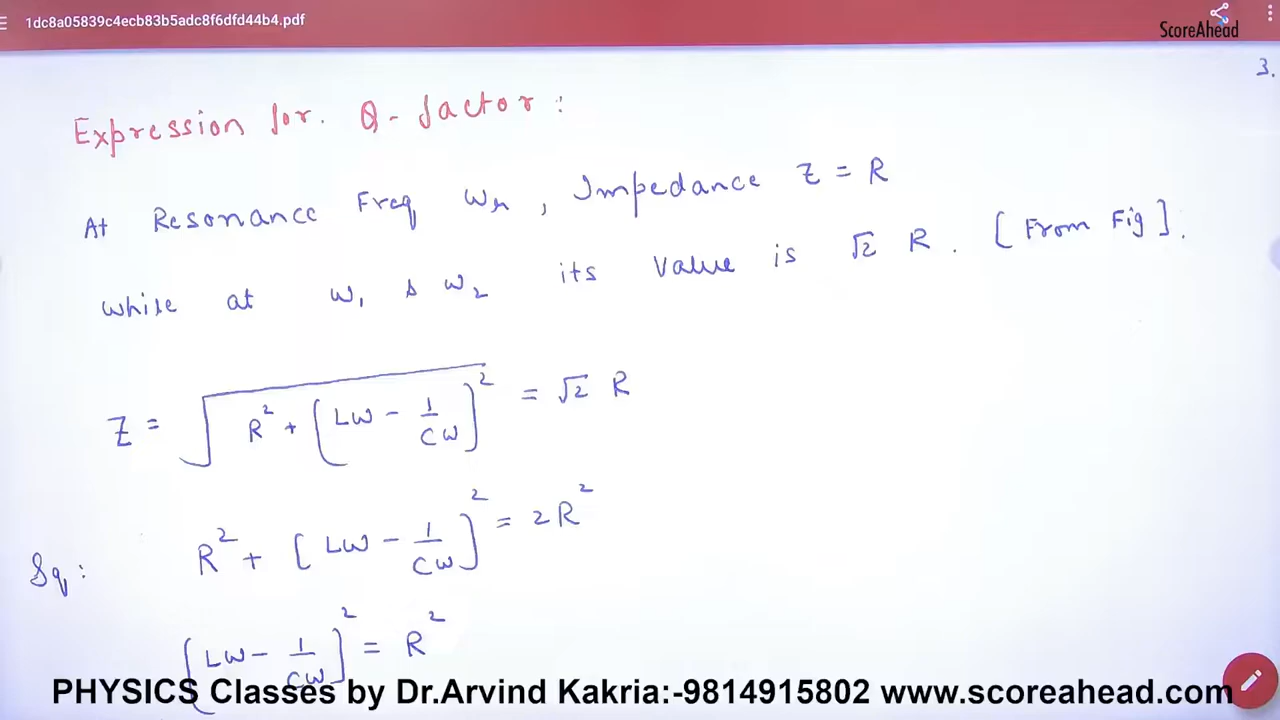 1dc8a05839c4ecb83b5adc8f6dfd44b4.pdf
ScoreAhead
3.
Expression for. Q-factor:
At Resonance Freq ωr, Impedance Z = R
while at ω₁ & ω₂ its value is √2 R. [From Fig].
Z = √(R² + [Lω - 1/Cω]²) = √2 R
Sq: R² + [Lω - 1/Cω]² = 2R²
[Lω - 1/Cω]² = R²
PHYSICS Classes by Dr.Arvind Kakria:-9814915802 www.scoreahead.com